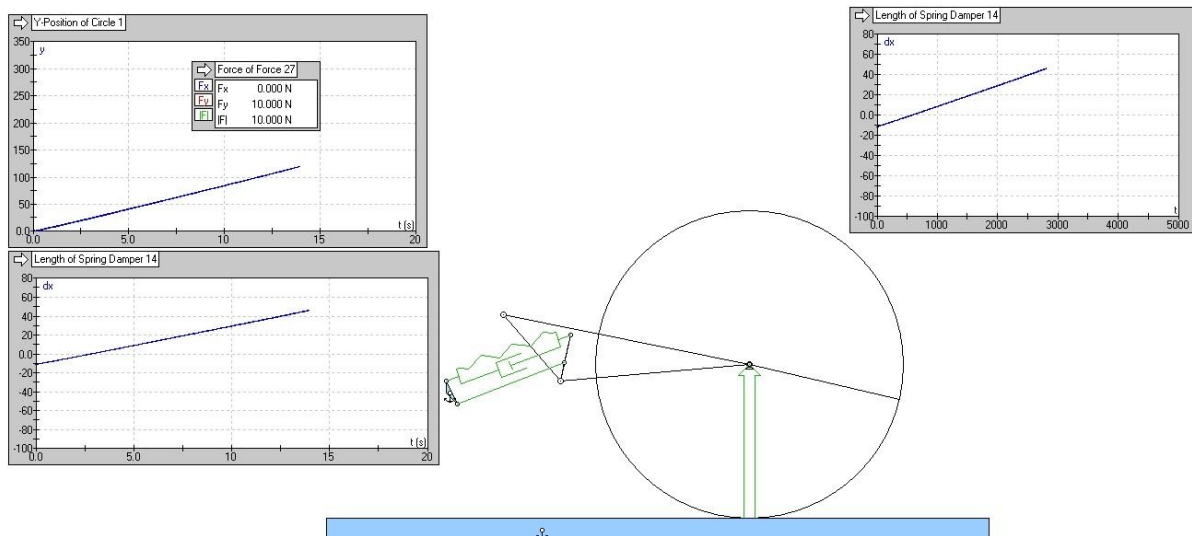 Y-Position of Circle 1
y
350
300
250
200
150
100
50
0.0
0.0 5.0 10 15 20
t (s)
Force of Force 27
Fx Fx 0.000 N
Fy Fy 10.000 N
|F| |F| 10.000 N
Length of Spring Damper 14
dx
80
60
40
20
0.0
-20
-40
-60
-80
-100
0.0 5.0 10 15 20
t (s)
Length of Spring Damper 14
dx
80
60
40
20
0.0
-20
-40
-60
-80
-100
0.0 1000 2000 3000 4000 5000
t